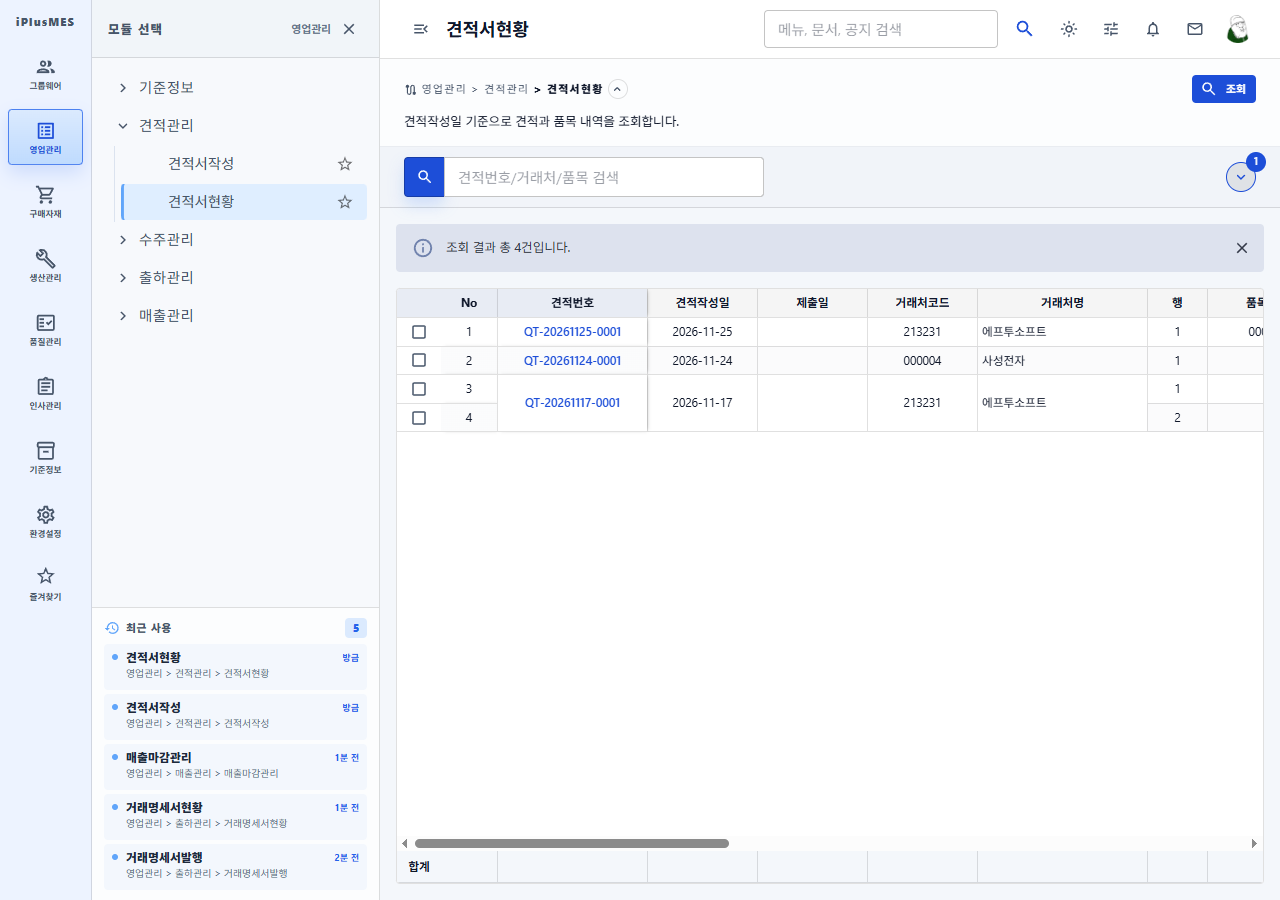 iPlusMES
그룹웨어
영업관리
구매자재
생산관리
품질관리
인사관리
기준정보
환경설정
즐겨찾기
모듈 선택
영업관리
기준정보
견적관리
견적서작성
견적서현황
수주관리
출하관리
매출관리
최근 사용
5
견적서현황 방금
영업관리 > 견적관리 > 견적서현황
견적서작성 방금
영업관리 > 견적관리 > 견적서작성
매출마감관리 1분 전
영업관리 > 매출관리 > 매출마감관리
거래명세서현황 1분 전
영업관리 > 출하관리 > 거래명세서현황
거래명세서발행 2분 전
영업관리 > 출하관리 > 거래명세서발행
견적서현황
메뉴, 문서, 공지 검색
영업관리 > 견적관리 > 견적서현황
조회
견적작성일 기준으로 견적과 품목 내역을 조회합니다.
견적번호/거래처/품목 검색
1
조회 결과 총 4건입니다.
No 견적번호 견적작성일 제출일 거래처코드 거래처명 행
1 QT-20261125-0001 2026-11-25 213231 에프투소프트 1
2 QT-20261124-0001 2026-11-24 000004 사성전자 1
3 QT-20261117-0001 2026-11-17 213231 에프투소프트 1
4 2
합계